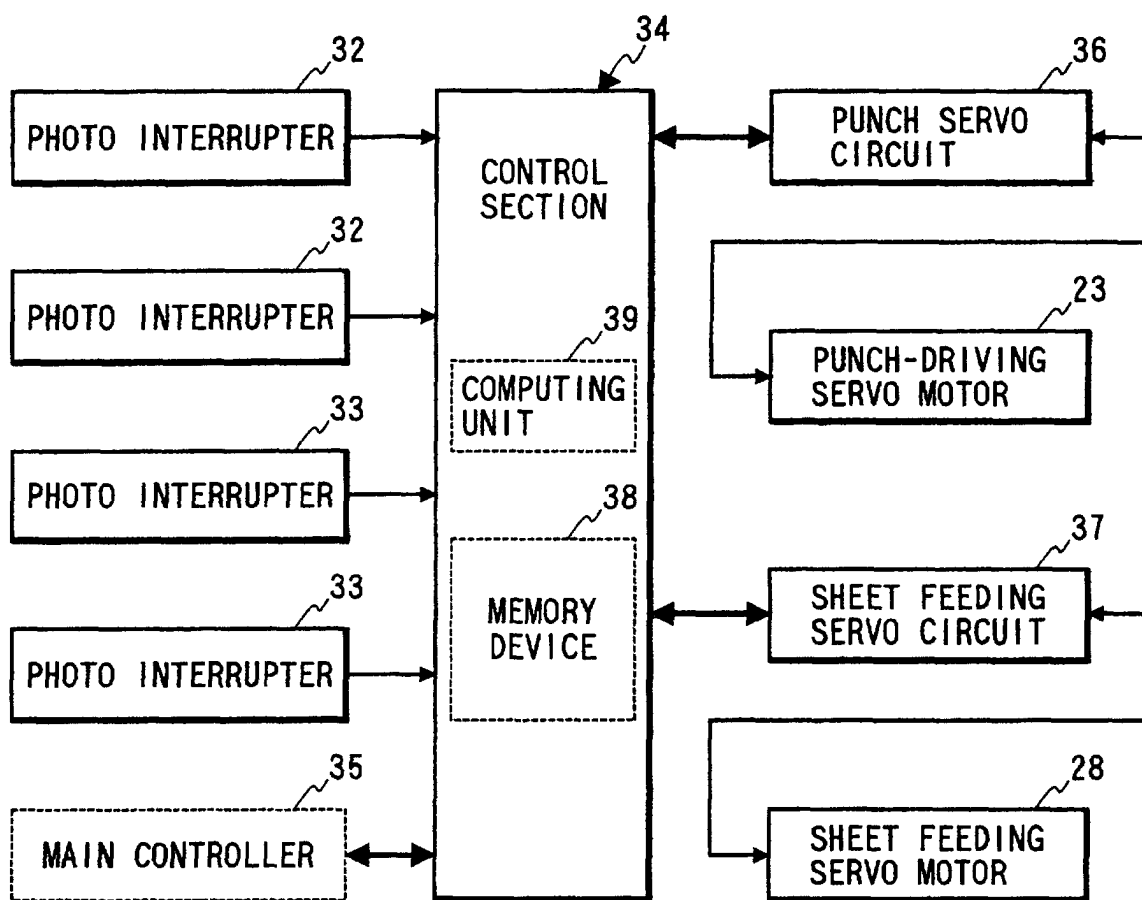 34
32
PHOTO INTERRUPTER
32
PHOTO INTERRUPTER
33
PHOTO INTERRUPTER
33
PHOTO INTERRUPTER
35
MAIN CONTROLLER
CONTROL
SECTION
39
COMPUTING
UNIT
38
MEMORY
DEVICE
36
PUNCH SERVO
CIRCUIT
23
PUNCH-DRIVING
SERVO MOTOR
37
SHEET FEEDING
SERVO CIRCUIT
28
SHEET FEEDING
SERVO MOTOR